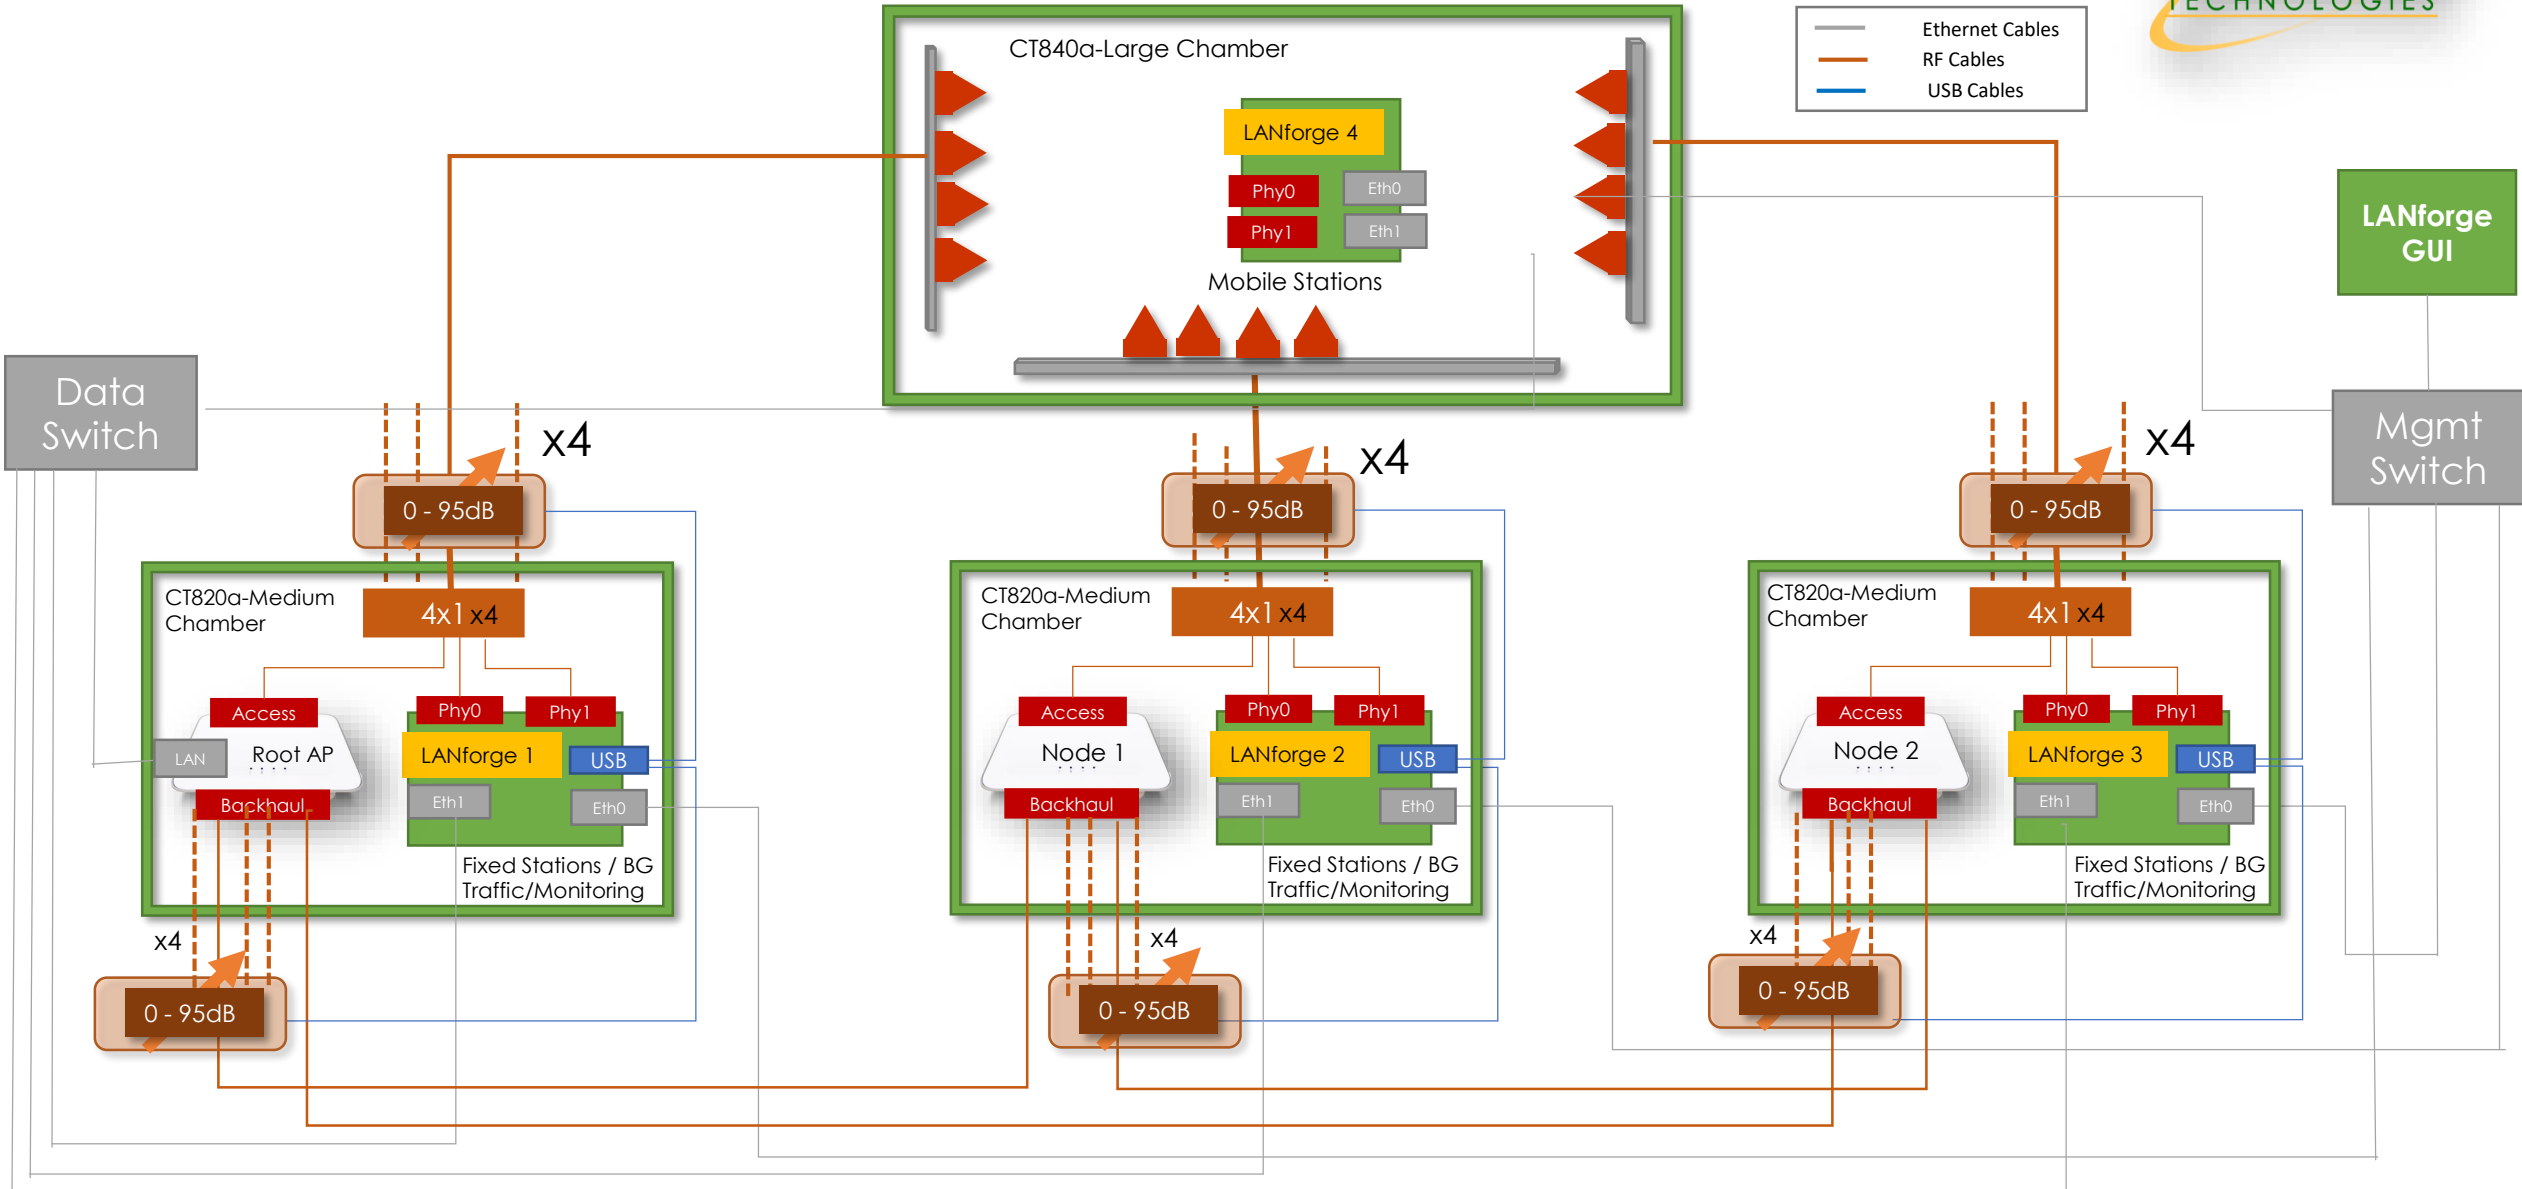 TECHNOLOGIES
Ethernet Cables
RF Cables
USB Cables
CT840a-Large Chamber
LANforge 4
Phy0
Eth0
Phy1
Eth1
Mobile Stations
LANforge
GUI
Data
Switch
Mgmt
Switch
x4
0 - 95dB
x4
0 - 95dB
x4
0 - 95dB
CT820a-Medium
Chamber
4x1 x4
Access
Phy0
Phy1
LAN
Root AP
LANforge 1
USB
Backhaul
Eth1
Eth0
Fixed Stations / BG
Traffic/Monitoring
x4
0 - 95dB
CT820a-Medium
Chamber
4x1 x4
Access
Phy0
Phy1
Node 1
LANforge 2
USB
Backhaul
Eth1
Eth0
Fixed Stations / BG
Traffic/Monitoring
x4
0 - 95dB
CT820a-Medium
Chamber
4x1 x4
Access
Phy0
Phy1
Node 2
LANforge 3
USB
Backhaul
Eth1
Eth0
Fixed Stations / BG
Traffic/Monitoring
x4
0 - 95dB